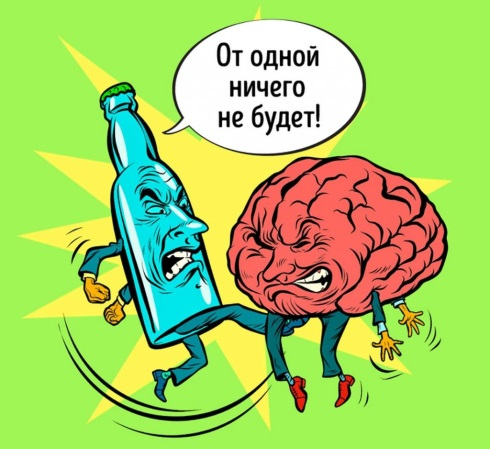 От одной
ничего
не будет!